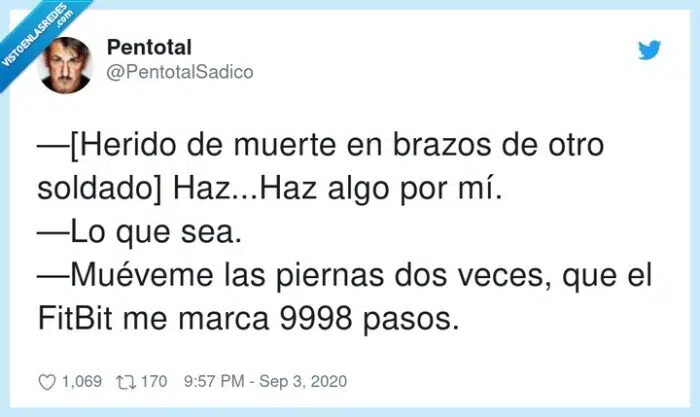 VISTOENLASREDES
.com
Pentotal
@PentotalSadico
—[Herido de muerte en brazos de otro
soldado] Haz...Haz algo por mí.
—Lo que sea.
—Muéveme las piernas dos veces, que el
FitBit me marca 9998 pasos.
1,069 170 9:57 PM - Sep 3, 2020